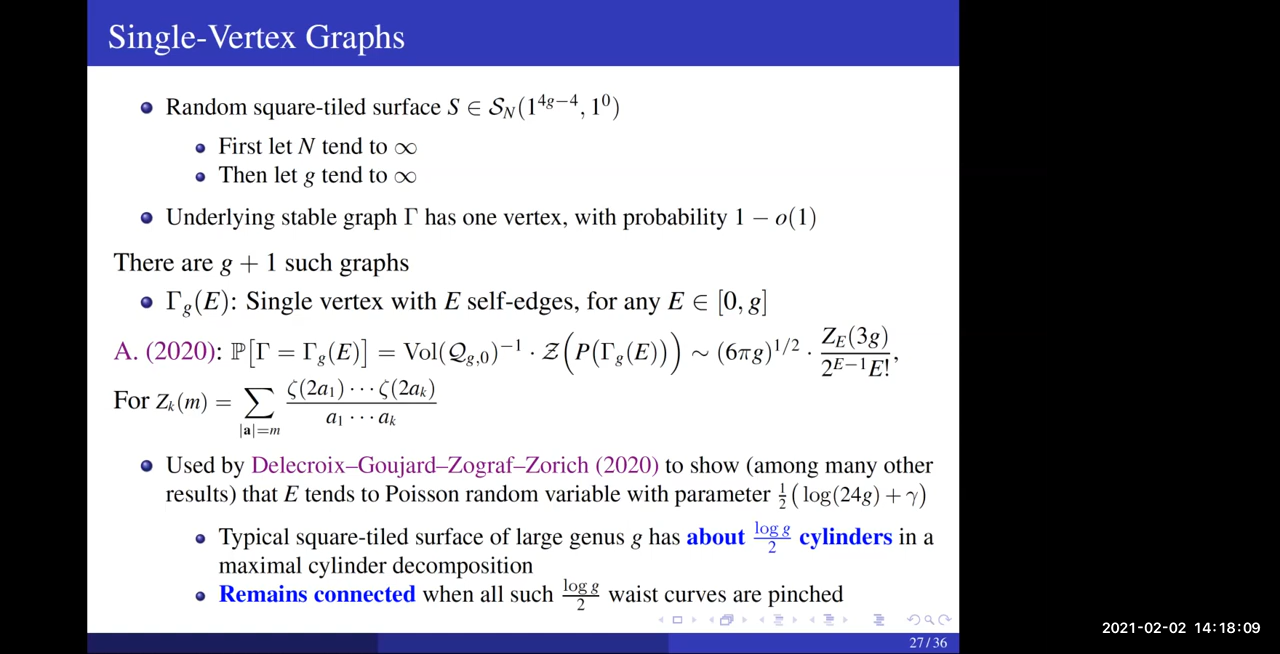 Single-Vertex Graphs
Random square-tiled surface S ∈ 𝒮_N(1^{4g−4}, 1^0)
First let N tend to ∞
Then let g tend to ∞
Underlying stable graph Γ has one vertex, with probability 1 − o(1)
There are g + 1 such graphs
Γ_g(E): Single vertex with E self-edges, for any E ∈ [0, g]
A. (2020): ℙ[Γ = Γ_g(E)] = Vol(𝒬_{g,0})^{−1} · 𝒵(P(Γ_g(E))) ∼ (6πg)^{1/2} · Z_E(3g) / 2^{E−1}E!,
For Z_k(m) = ∑_{|a|=m} ζ(2a_1) ⋯ ζ(2a_k) / a_1 ⋯ a_k
Used by Delecroix–Goujard–Zograf–Zorich (2020) to show (among many other
results) that E tends to Poisson random variable with parameter ½(log(24g) + γ)
Typical square-tiled surface of large genus g has about log g / 2 cylinders in a
maximal cylinder decomposition
Remains connected when all such log g / 2 waist curves are pinched
27 / 36
2021-02-02 14:18:09